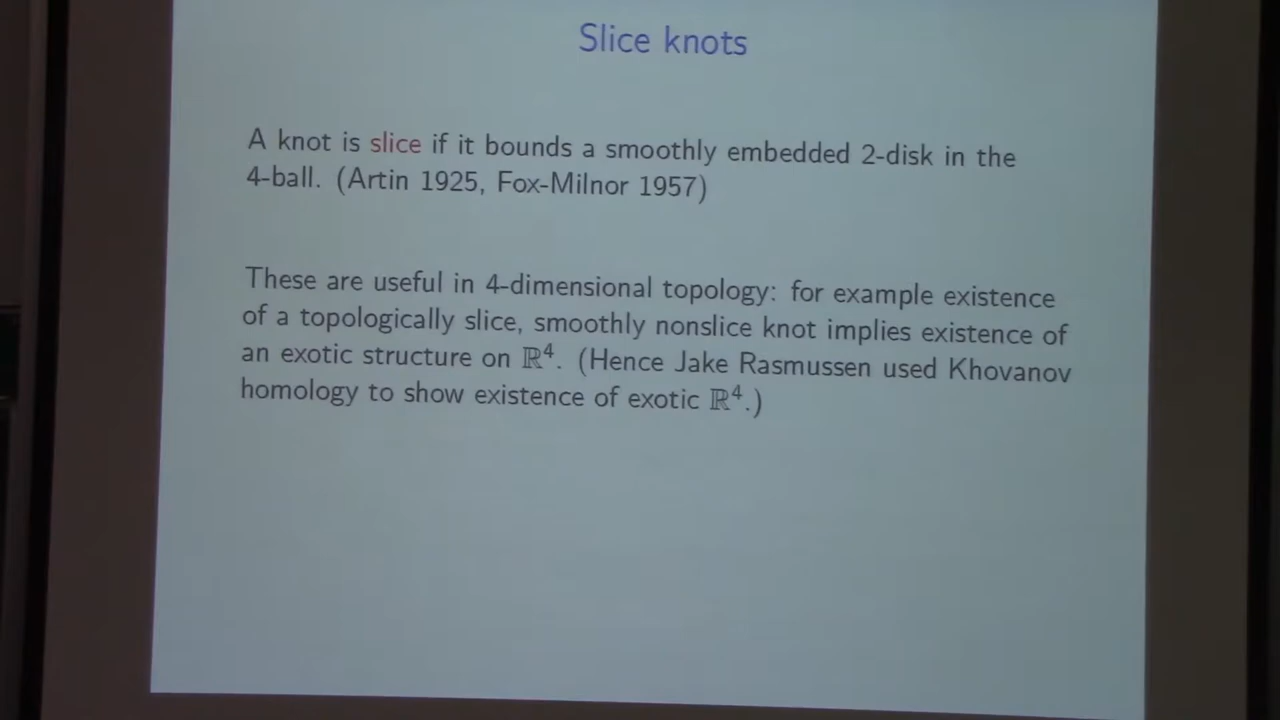 Slice knots
A knot is slice if it bounds a smoothly embedded 2-disk in the
4-ball. (Artin 1925, Fox-Milnor 1957)
These are useful in 4-dimensional topology: for example existence
of a topologically slice, smoothly nonslice knot implies existence of
an exotic structure on ℝ⁴. (Hence Jake Rasmussen used Khovanov
homology to show existence of exotic ℝ⁴.)